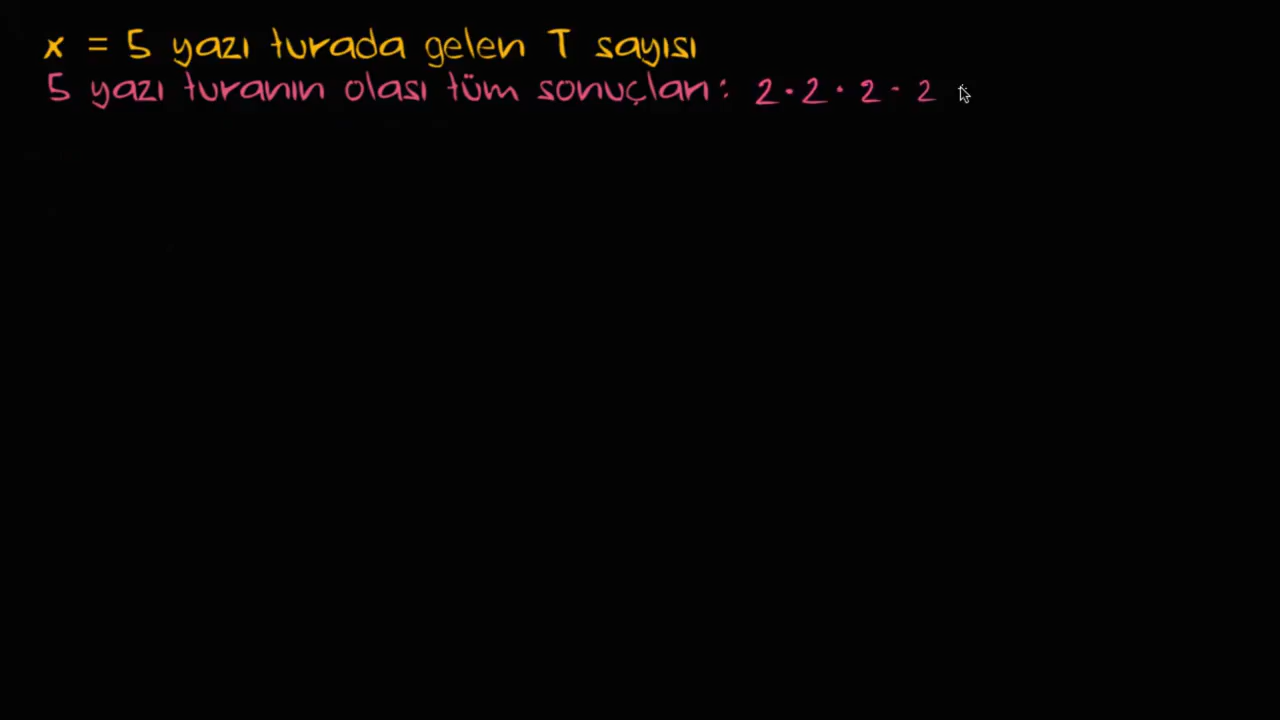 x = 5 yazı turada gelen T sayısı
5 yazı turanın olası tüm sonuçları: 2 · 2 · 2 · 2